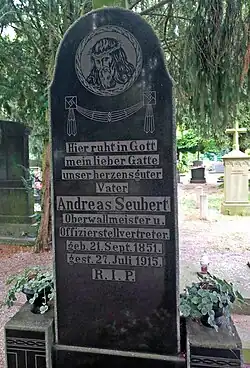 Hier ruht in Gott
mein lieber Gatte
unser herzensguter
Vater
Andreas Seubert
Oberwallmeister u.
Offizierstellvertreter
geb. 21. Sept. 1851.
gest. 27. Juli 1915.
R.I.P.